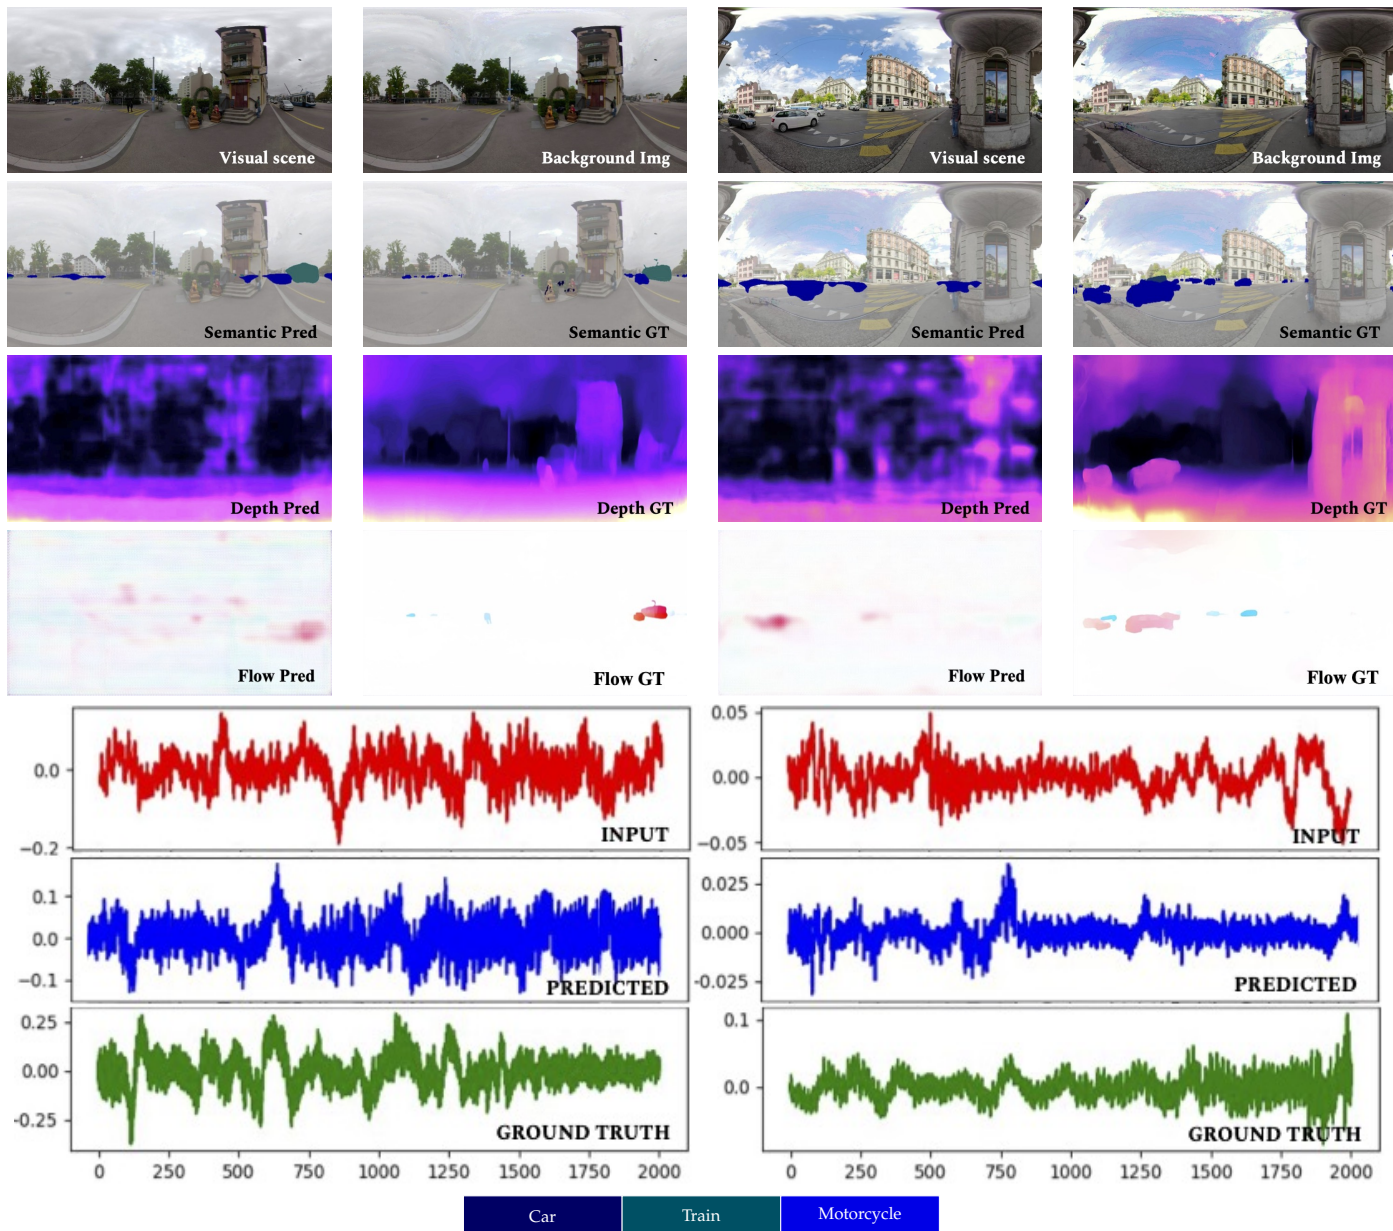 Visual scene
Background Img
Visual scene
Background Img
Semantic Pred
Semantic GT
Semantic Pred
Semantic GT
Depth Pred
Depth GT
Depth Pred
Depth GT
Flow Pred
Flow GT
Flow Pred
Flow GT
0.0
−0.2
INPUT
0.05
0.00
−0.05
INPUT
0.1
0.0
−0.1
PREDICTED
0.025
0.000
-0.025
PREDICTED
0.25
0.00
-0.25
GROUND TRUTH
0.1
0.0
GROUND TRUTH
0 250 500 750 1000 1250 1500 1750 2000
0 250 500 750 1000 1250 1500 1750 2000
Car Train Motorcycle